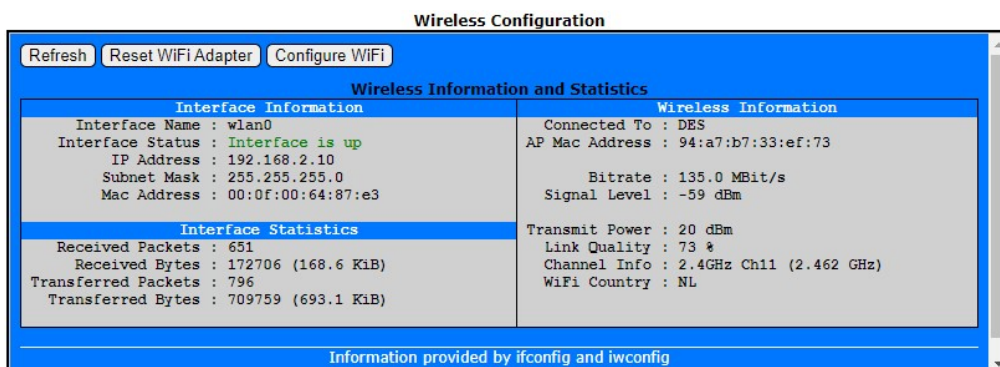 Wireless Configuration
Refresh Reset WiFi Adapter Configure WiFi
Wireless Information and Statistics
Interface Information
Interface Name : wlan0
Interface Status : Interface is up
IP Address : 192.168.2.10
Subnet Mask : 255.255.255.0
Mac Address : 00:0f:00:64:87:e3
Interface Statistics
Received Packets : 651
Received Bytes : 172706 (168.6 KiB)
Transferred Packets : 796
Transferred Bytes : 709759 (693.1 KiB)
Wireless Information
Connected To : DES
AP Mac Address : 94:a7:b7:33:ef:73
Bitrate : 135.0 MBit/s
Signal Level : -59 dBm
Transmit Power : 20 dBm
Link Quality : 73 %
Channel Info : 2.4GHz Ch11 (2.462 GHz)
WiFi Country : NL
Information provided by ifconfig and iwconfig